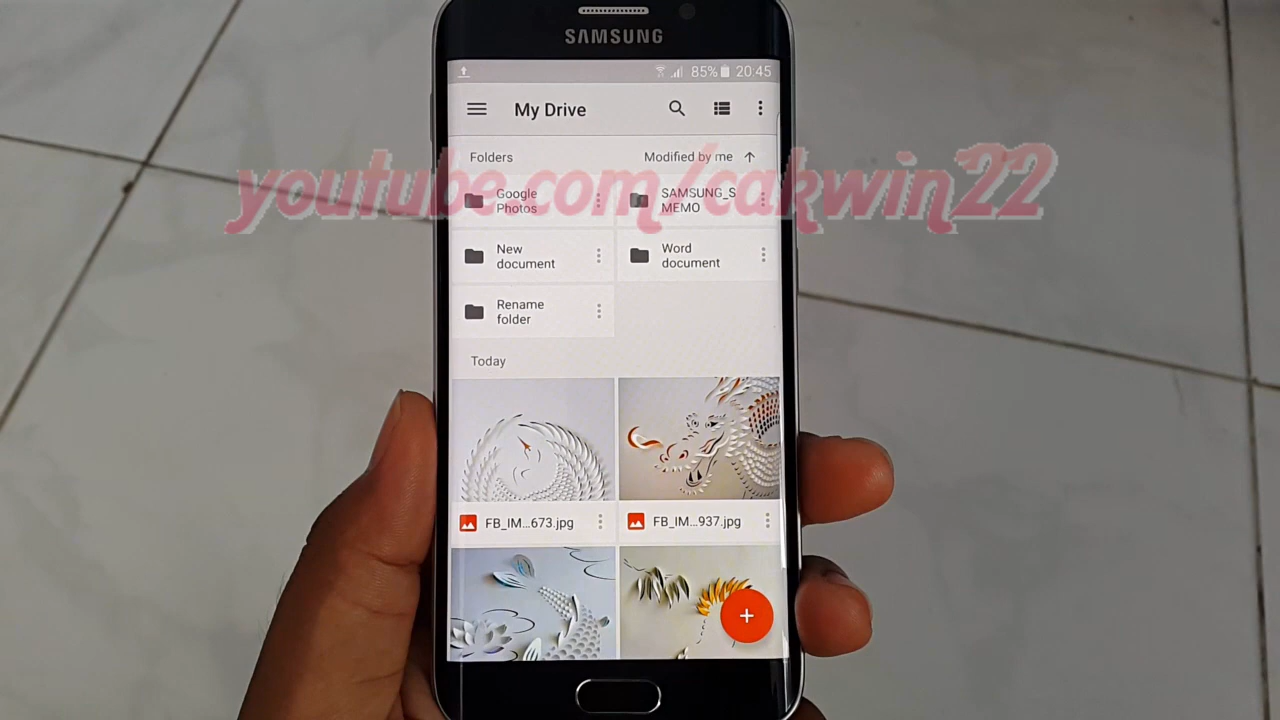 SAMSUNG
85% 20:45
My Drive
Folders
Modified by me
youtube.com/cakwin22
Google
Photos
SAMSUNG_S
MEMO
New
document
Word
document
Rename
folder
Today
FB_IM...673.jpg
FB_IM...937.jpg